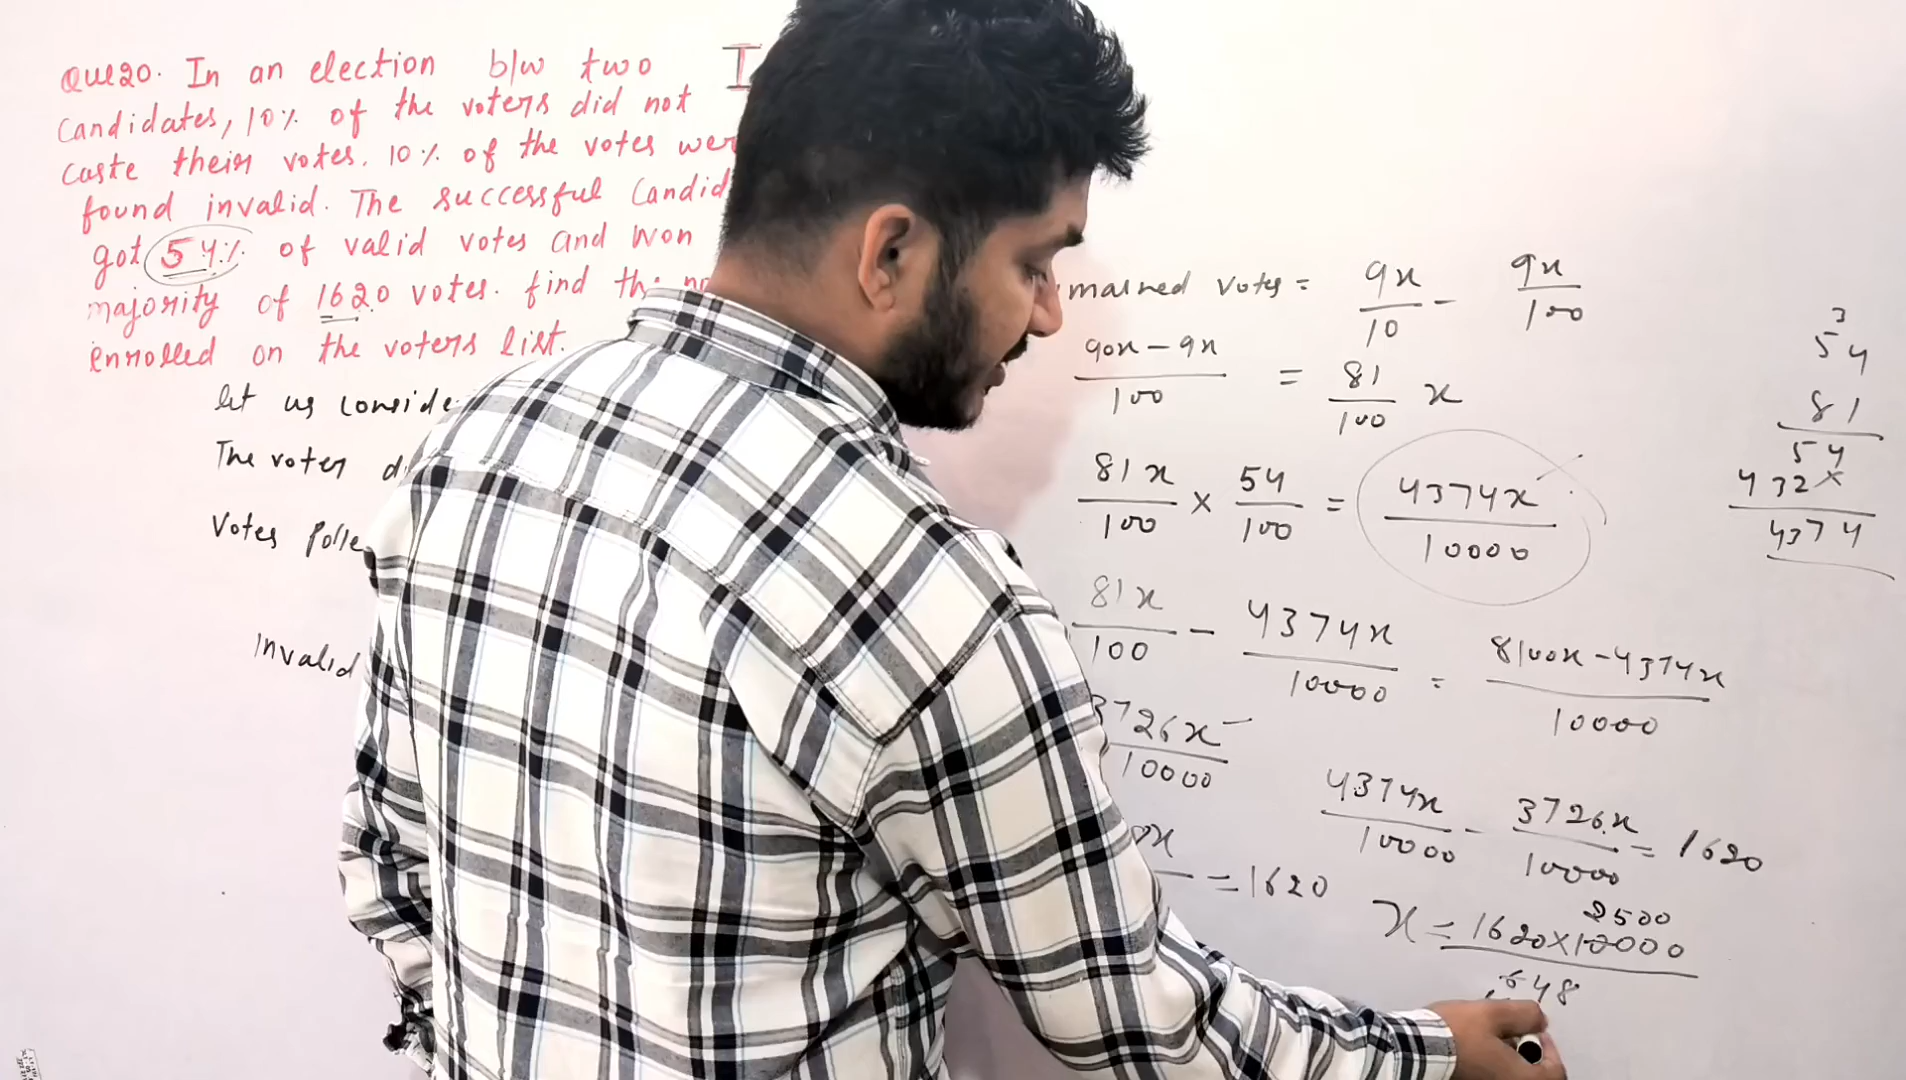 Que20. In an election b/w two
candidates, 10% of the voters did not
caste their votes. 10% of the votes wer
found invalid. The successful candid
got 54% of valid votes and won
majority of 1620 votes. find the no
enrolled on the voters list.
let us conside
The voter d
Votes Polle
Invalid
mained votes = 9x/10 - 9x/100
90x - 9x/100 = 81/100 x
81x/100 × 54/100 = 4374x/10000
81x/100 - 4374x/10000 = 8100x - 4374x/10000
3726x/10000
4374x/10000 - 3726x/10000 = 1620
x/ = 1620
2500
x = 1620×10000/648
3
54
81
54
432×
4374